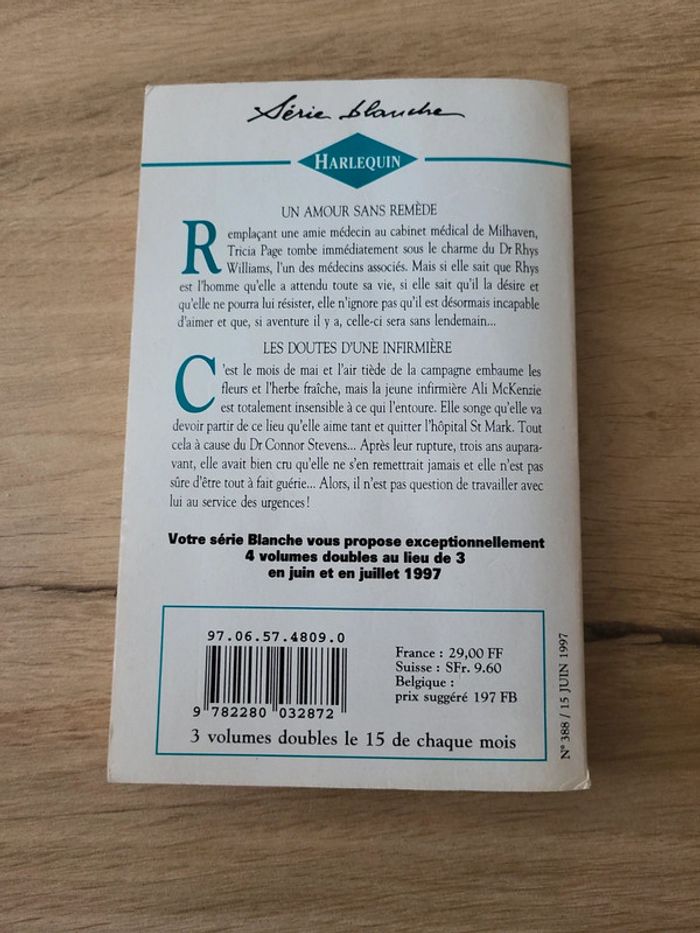 Série blanche
HARLEQUIN
UN AMOUR SANS REMÈDE
Remplaçant une amie médecin au cabinet médical de Milhaven,
Tricia Page tombe immédiatement sous le charme du Dr Rhys
Williams, l'un des médecins associés. Mais si elle sait que Rhys
est l'homme qu'elle a attendu toute sa vie, si elle sait qu'il la désire et
qu'elle ne pourra lui résister, elle n'ignore pas qu'il est désormais incapable
d'aimer et que, si aventure il y a, celle-ci sera sans lendemain...
LES DOUTES D'UNE INFIRMIÈRE
C'est le mois de mai et l'air tiède de la campagne embaume les
fleurs et l'herbe fraîche, mais la jeune infirmière Ali McKenzie
est totalement insensible à ce qui l'entoure. Elle songe qu'elle va
devoir partir de ce lieu qu'elle aime tant et quitter l'hôpital St Mark. Tout
cela à cause du Dr Connor Stevens... Après leur rupture, trois ans aupara-
vant, elle avait bien cru qu'elle ne s'en remettrait jamais et elle n'est pas
sûre d'être tout à fait guérie... Alors, il n'est pas question de travailler avec
lui au service des urgences !
Votre série Blanche vous propose exceptionnellement
4 volumes doubles au lieu de 3
en juin et en juillet 1997
97.06.57.4809.0
9 782280 032872
France : 29,00 FF
Suisse : SFr. 9.60
Belgique :
prix suggéré 197 FB
3 volumes doubles le 15 de chaque mois
N° 388 / 15 JUIN 1997